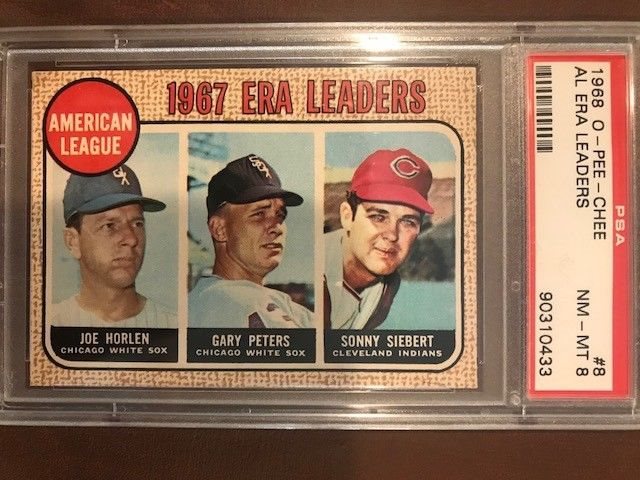 1967 ERA LEADERS
AMERICAN
LEAGUE
JOE HORLEN
CHICAGO WHITE SOX
GARY PETERS
CHICAGO WHITE SOX
SONNY SIEBERT
CLEVELAND INDIANS
1968 O-PEE-CHEE #8
AL ERA LEADERS NM-MT 8
90310433
PSA
SOX
C